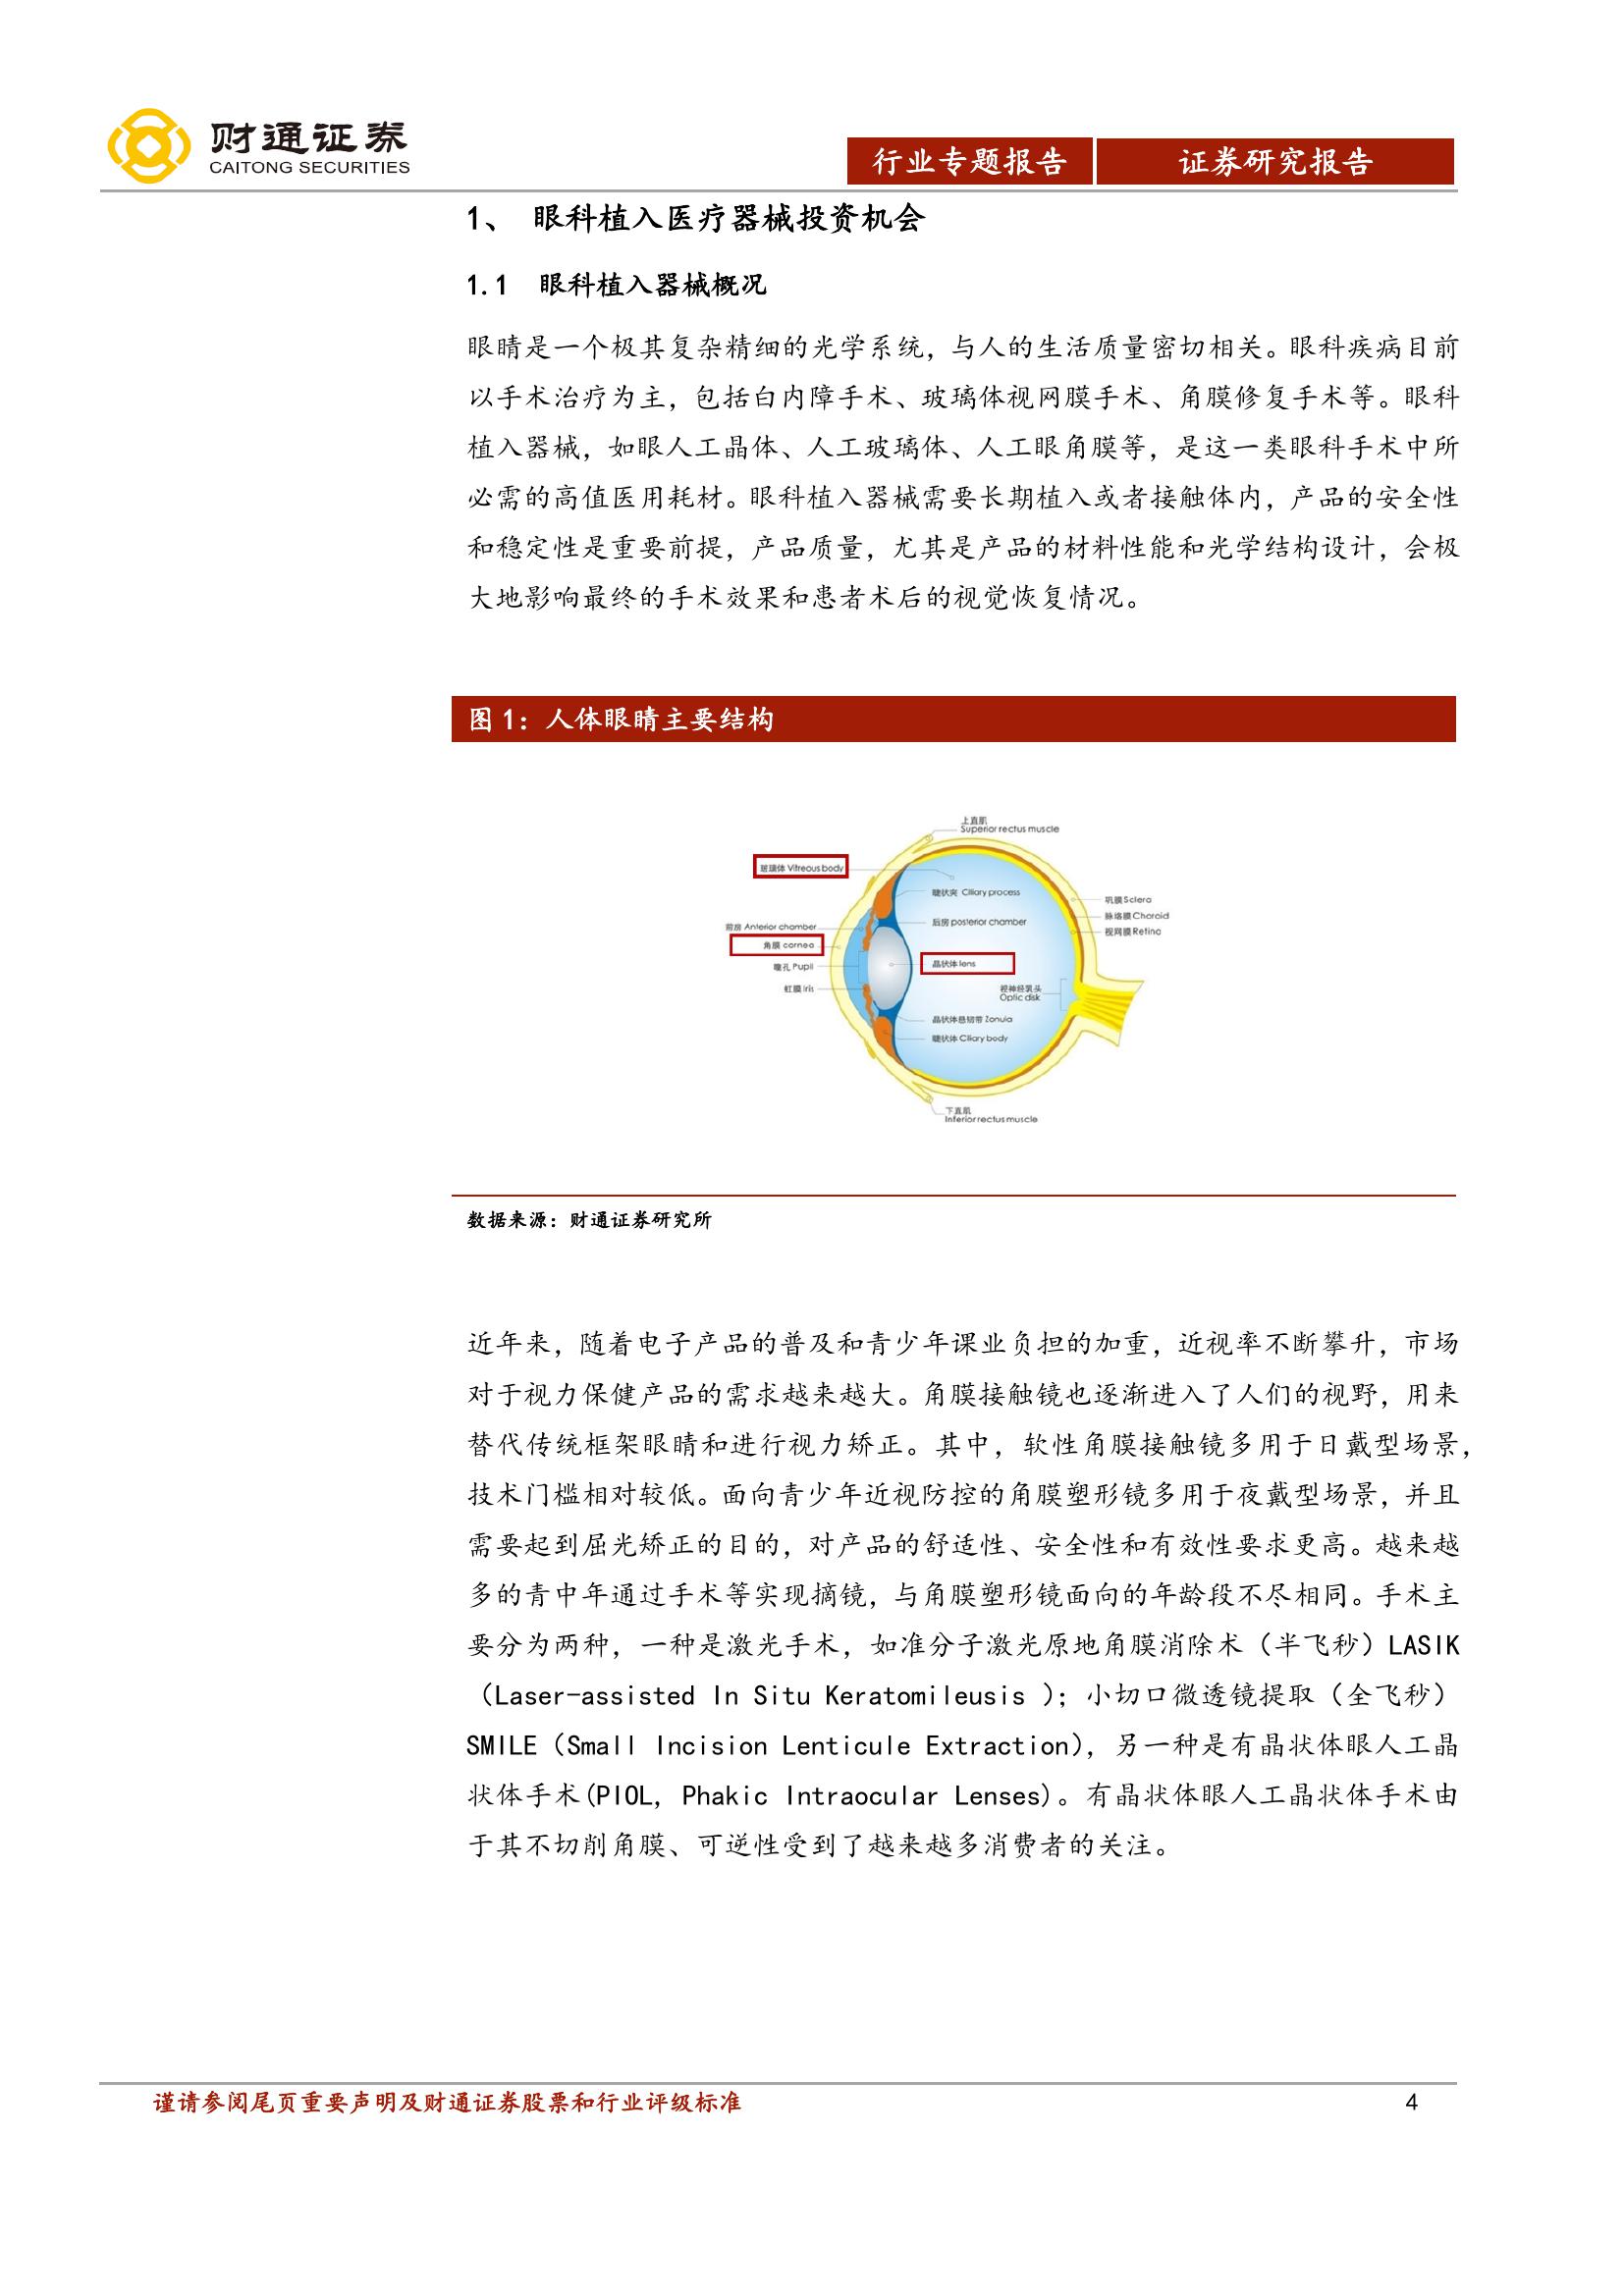 财通证券
CAITONG SECURITIES
行业专题报告
证券研究报告
1、 眼科植入医疗器械投资机会
1.1 眼科植入器械概况
眼睛是一个极其复杂精细的光学系统，与人的生活质量密切相关。眼科疾病目前
以手术治疗为主，包括白内障手术、玻璃体视网膜手术、角膜修复手术等。眼科
植入器械，如眼人工晶体、人工玻璃体、人工眼角膜等，是这一类眼科手术中所
必需的高值医用耗材。眼科植入器械需要长期植入或者接触体内，产品的安全性
和稳定性是重要前提，产品质量，尤其是产品的材料性能和光学结构设计，会极
大地影响最终的手术效果和患者术后的视觉恢复情况。
图 1：人体眼睛主要结构
上直肌
Superior rectus muscle
玻璃体 Vitreous body
睫状突 Ciliary process
巩膜 Sclera
脉络膜 Choroid
前房 Anterior chamber
后房 posterior chamber
视网膜 Retina
角膜 cornea
晶状体 lens
瞳孔 Pupil
虹膜 Iris
视神经乳头
Optic disk
晶状体悬韧带 Zonula
睫状体 Ciliary body
下直肌
Inferior rectus muscle
数据来源：财通证券研究所
近年来，随着电子产品的普及和青少年课业负担的加重，近视率不断攀升，市场
对于视力保健产品的需求越来越大。角膜接触镜也逐渐进入了人们的视野，用来
替代传统框架眼睛和进行视力矫正。其中，软性角膜接触镜多用于日戴型场景，
技术门槛相对较低。面向青少年近视防控的角膜塑形镜多用于夜戴型场景，并且
需要起到屈光矫正的目的，对产品的舒适性、安全性和有效性要求更高。越来越
多的青中年通过手术等实现摘镜，与角膜塑形镜面向的年龄段不尽相同。手术主
要分为两种，一种是激光手术，如准分子激光原地角膜消除术（半飞秒）LASIK
（Laser-assisted In Situ Keratomileusis ）；小切口微透镜提取（全飞秒）
SMILE（Small Incision Lenticule Extraction），另一种是有晶状体眼人工晶
状体手术(PIOL, Phakic Intraocular Lenses)。有晶状体眼人工晶状体手术由
于其不切削角膜、可逆性受到了越来越多消费者的关注。
谨请参阅尾页重要声明及财通证券股票和行业评级标准
4